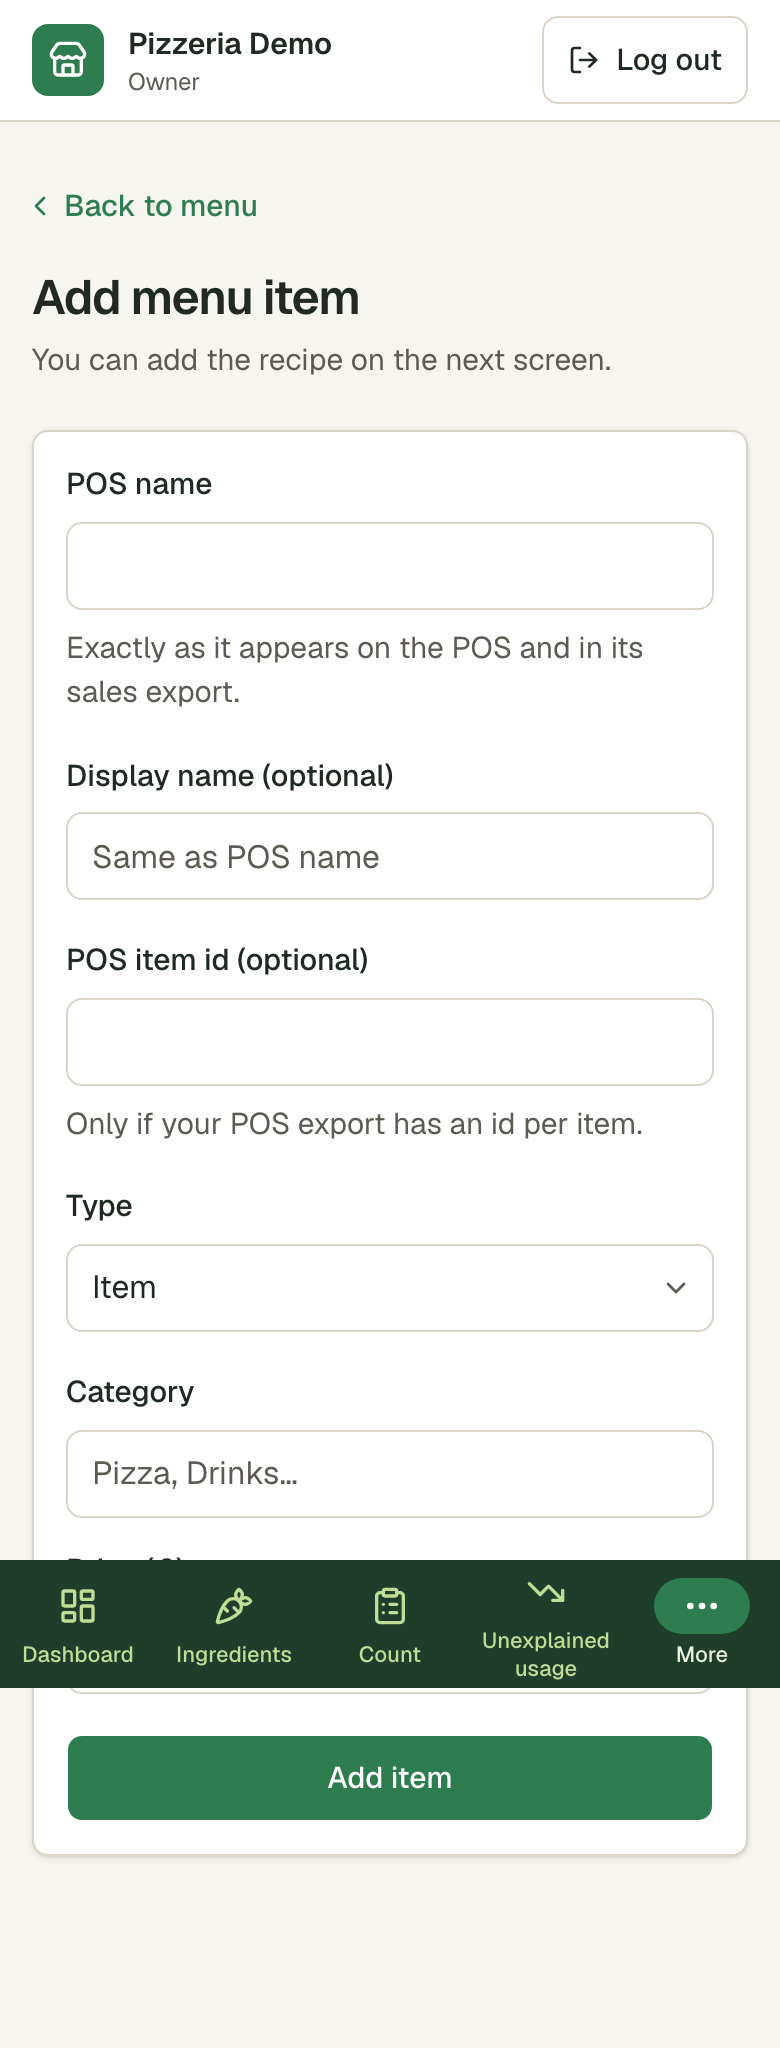 Pizzeria Demo
Owner
Log out
Back to menu
Add menu item
You can add the recipe on the next screen.
POS name
Exactly as it appears on the POS and in its
sales export.
Display name (optional)
Same as POS name
POS item id (optional)
Only if your POS export has an id per item.
Type
Item
Category
Pizza, Drinks...
Dashboard
Ingredients
Count
Unexplained
usage
More
Add item